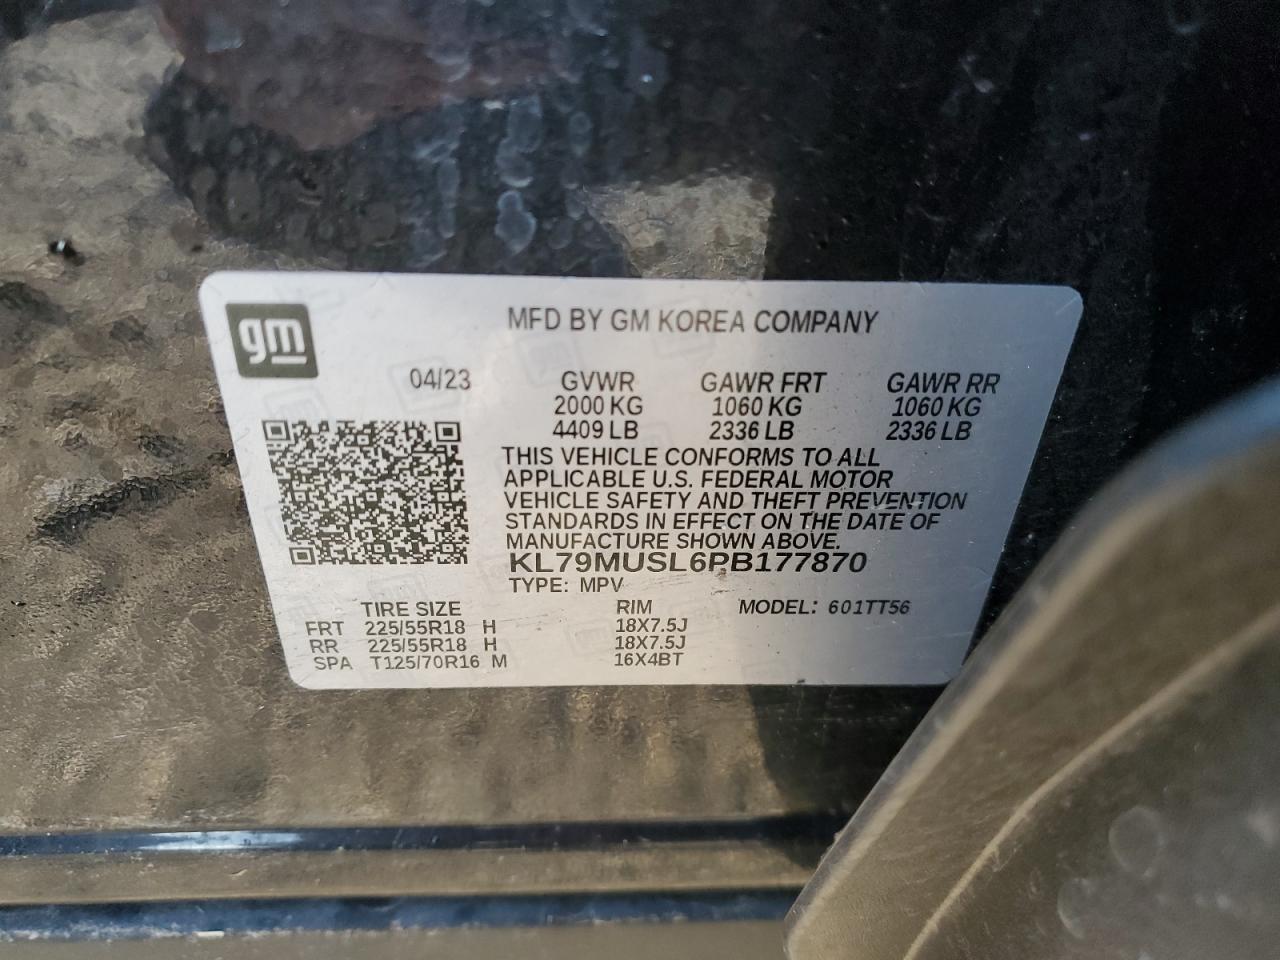 gm
MFD BY GM KOREA COMPANY
04/23 GVWR GAWR FRT GAWR RR
2000 KG 1060 KG 1060 KG
4409 LB 2336 LB 2336 LB
THIS VEHICLE CONFORMS TO ALL
APPLICABLE U.S. FEDERAL MOTOR
VEHICLE SAFETY AND THEFT PREVENTION
STANDARDS IN EFFECT ON THE DATE OF
MANUFACTURE SHOWN ABOVE.
KL79MUSL6PB177870
TYPE: MPV
TIRE SIZE RIM MODEL: 601TT56
FRT 225/55R18 H 18X7.5J
RR 225/55R18 H 18X7.5J
SPA T125/70R16 M 16X4BT